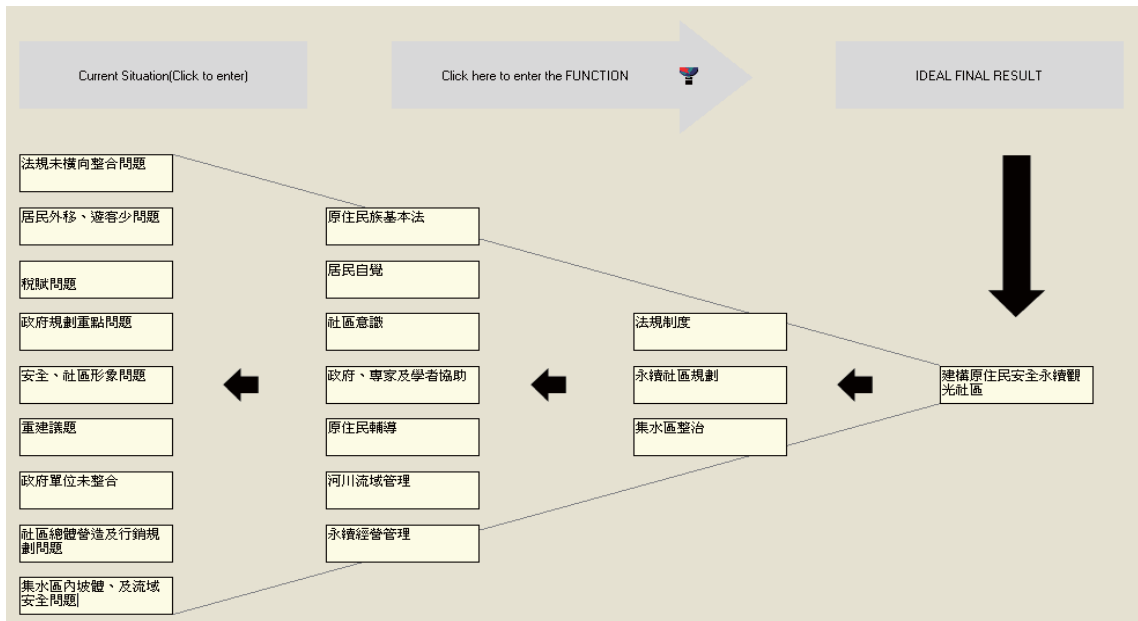 Current Situation(Click to enter)
Click here to enter the FUNCTION
IDEAL FINAL RESULT
法規未橫向整合問題
居民外移、遊客少問題
稅賦問題
政府規劃重點問題
安全、社區形象問題
重建議題
政府單位未整合
社區總體營造及行銷規
劃問題
集水區內坡體、及流域
安全問題
原住民族基本法
居民自覺
社區意識
政府、專家及學者協助
原住民輔導
河川流域管理
永續經營管理
法規制度
永續社區規劃
集水區整治
建構原住民安全永續觀
光社區